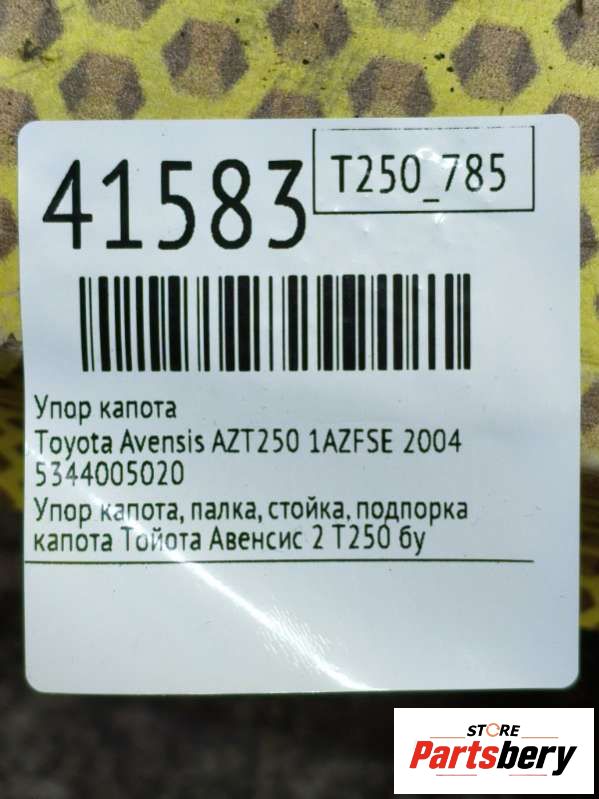 41583
T250_785
Упор капота
Toyota Avensis AZT250 1AZFSE 2004
5344005020
Упор капота, палка, стойка, подпорка
капота Тойота Авенсис 2 Т250 бу
STORE
Partsbery